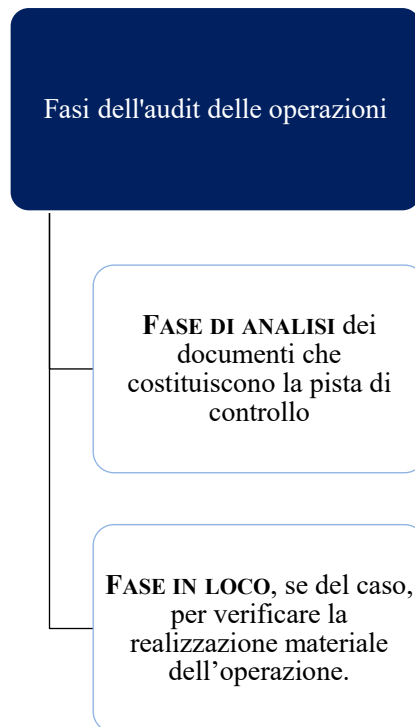 Fasi dell'audit delle operazioni
FASE DI ANALISI dei
documenti che
costituiscono la pista di
controllo
FASE IN LOCO, se del caso,
per verificare la
realizzazione materiale
dell’operazione.